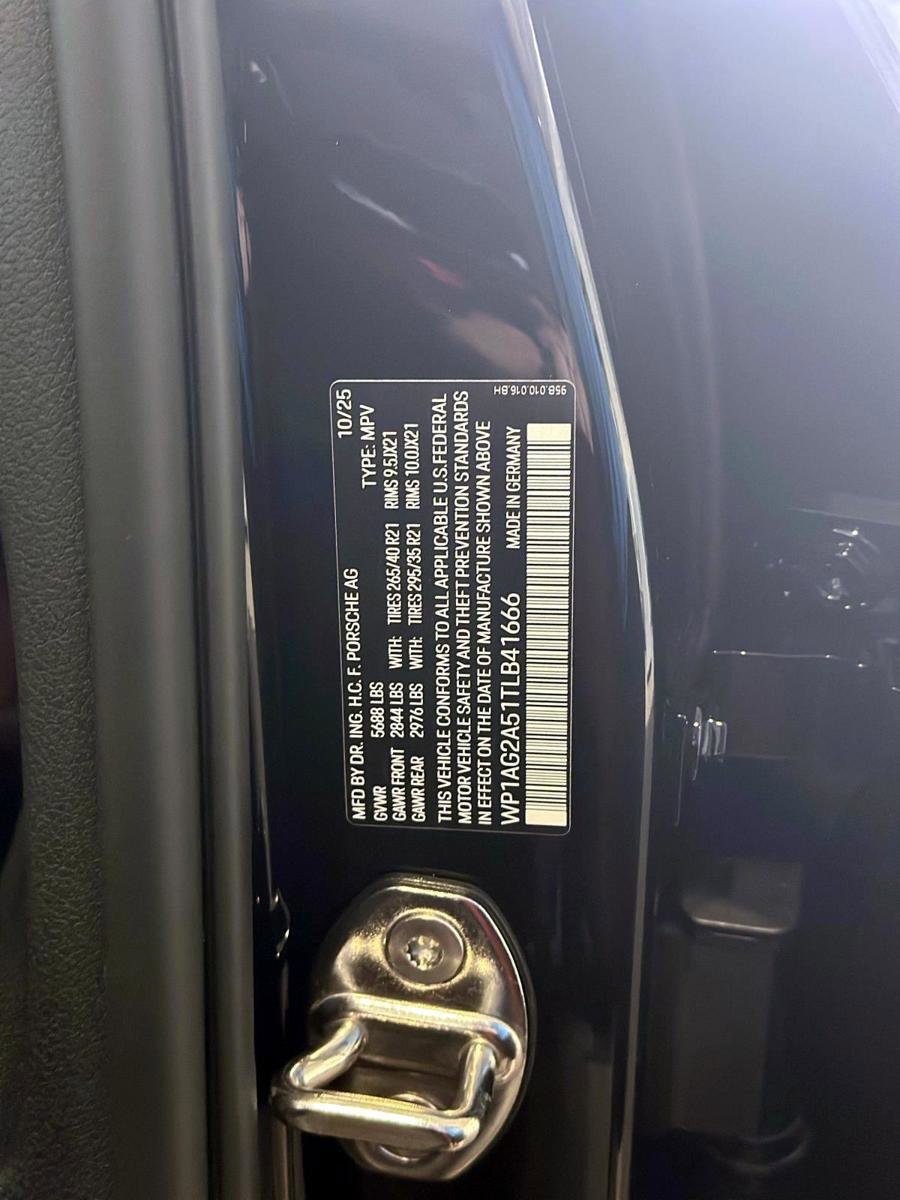 MFD BY DR. ING. H.C. F. PORSCHE AG 10/25
GVWR 5688 LBS TYPE: MPV
GAWR FRONT 2844 LBS WITH: TIRES 265/40 R21 RIMS 9.5JX21
GAWR REAR 2976 LBS WITH: TIRES 295/35 R21 RIMS 10.0JX21
THIS VEHICLE CONFORMS TO ALL APPLICABLE U.S. FEDERAL
MOTOR VEHICLE SAFETY AND THEFT PREVENTION STANDARDS
IN EFFECT ON THE DATE OF MANUFACTURE SHOWN ABOVE
WP1AG2A51TLB41666 MADE IN GERMANY
95B.010.016.BH